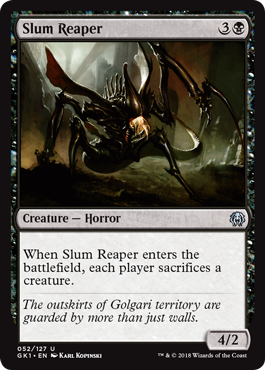 Slum Reaper 3
Creature — Horror
When Slum Reaper enters the
battlefield, each player sacrifices a
creature.
The outskirts of Golgari territory are
guarded by more than just walls.
4/2
052/127 U
GK1 • EN Karl Kopinski
™ & © 2018 Wizards of the Coast